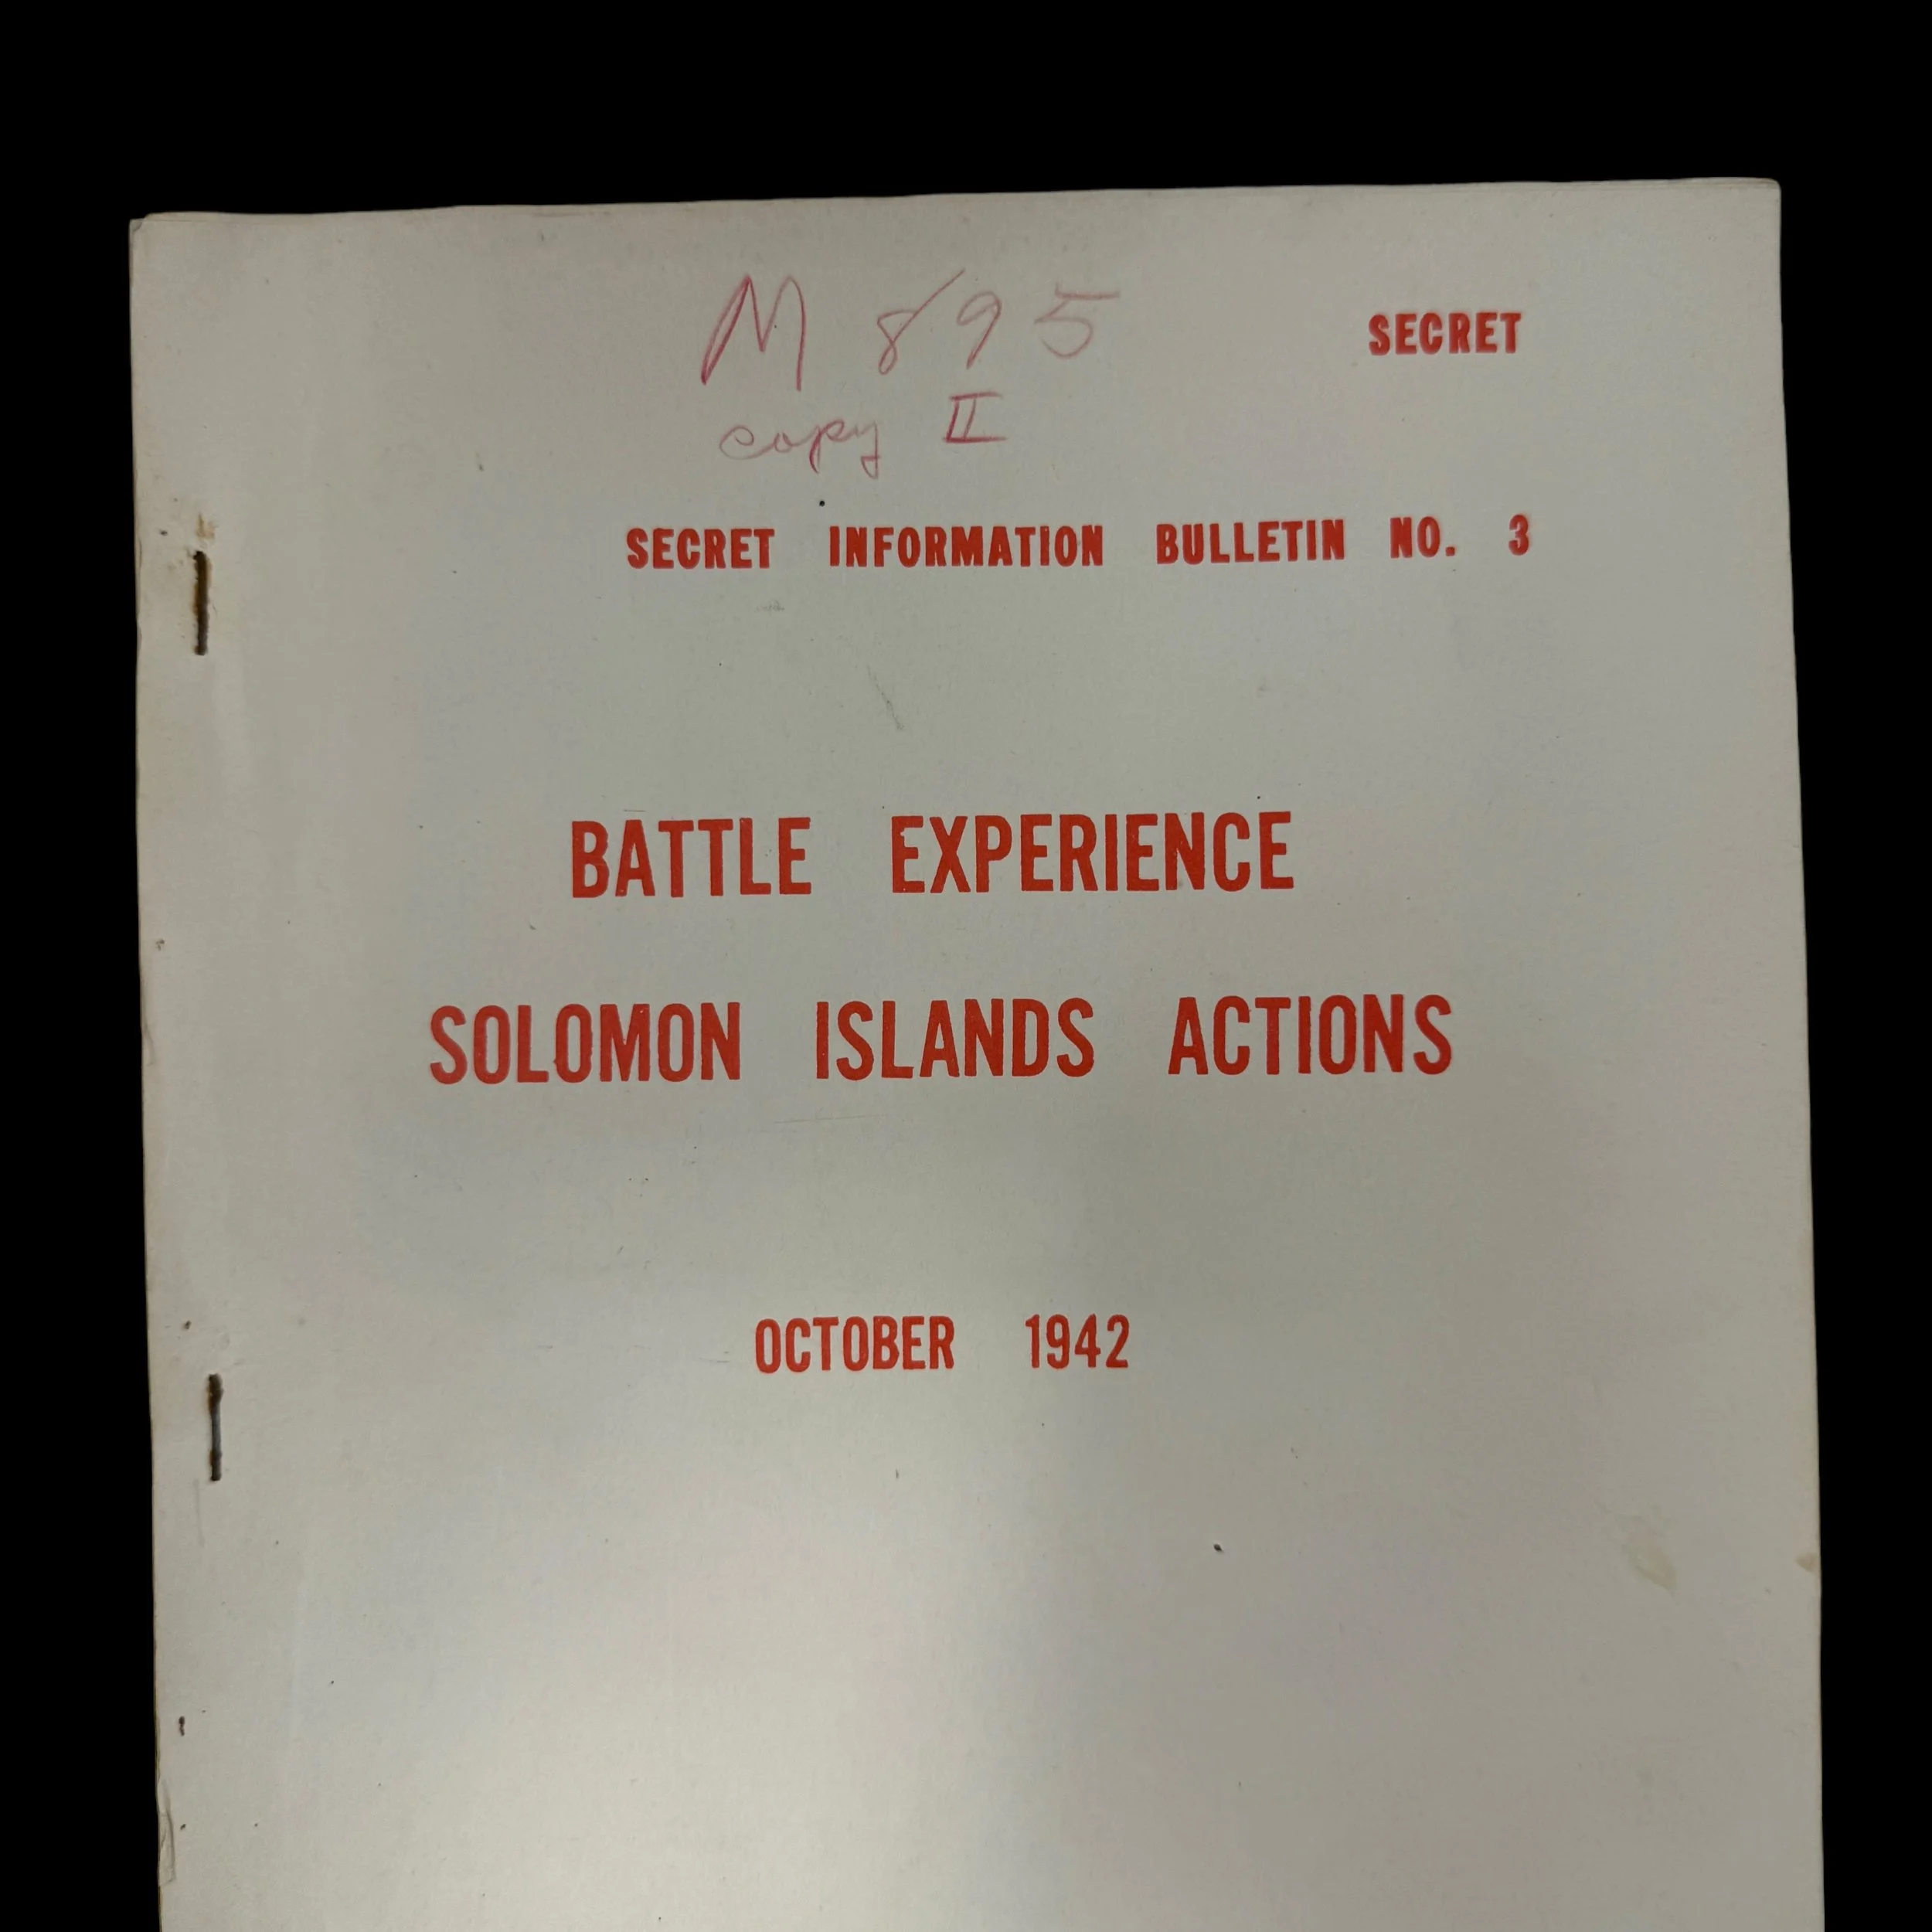 M 895
SECRET
copy II
SECRET INFORMATION BULLETIN NO. 3
BATTLE EXPERIENCE
SOLOMON ISLANDS ACTIONS
OCTOBER 1942